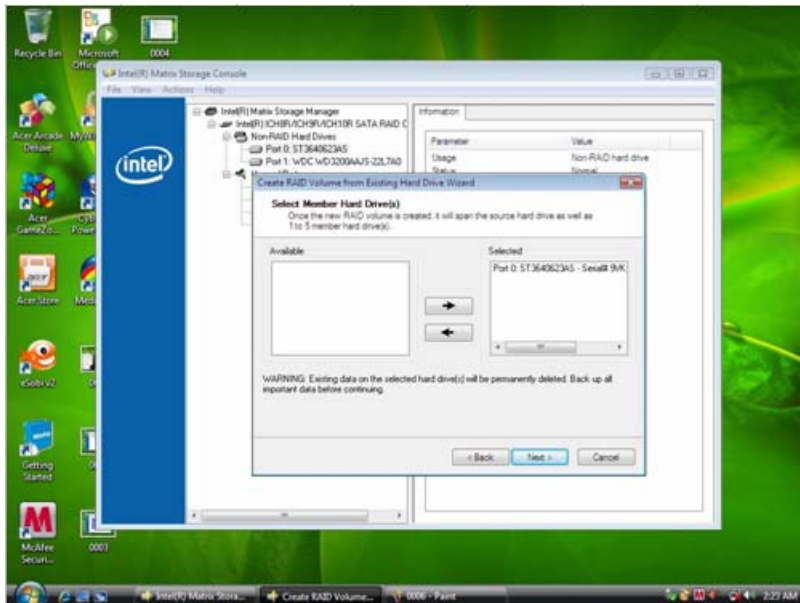 Recycle Bin
Microsoft
Office
0004
Intel(R) Matrix Storage Console
File View Actions Help
Acer Arcade
Deluxe
Intel(R) Matrix Storage Manager
Intel(R) ICH8R/ICH9R/ICH10R SATA RAID C
Non-RAID Hard Drives
Port 0: ST3640623AS
Port 1: WDC WD3200AAJS-22L7A0
Information
Parameter Value
Usage Non-RAID hard drive
Status Normal
intel
Create RAID Volume from Existing Hard Drive Wizard
Select Member Hard Drive(s)
Once the new RAID volume is created, it will span the source hard drive as well as
1 to 5 member hard drive(s).
Available
Selected
Port 0: ST3640623AS - Serial# 9VK
WARNING: Existing data on the selected hard drive(s) will be permanently deleted. Back up all
important data before continuing.
< Back Next > Cancel
Acer
GameZo...
Power
Acer Store
Medi
eSobi v2
Getting
Started
McAfee
Securi...
0003
Intel(R) Matrix Stora...
Create RAID Volume...
0006 - Paint
2:23 AM